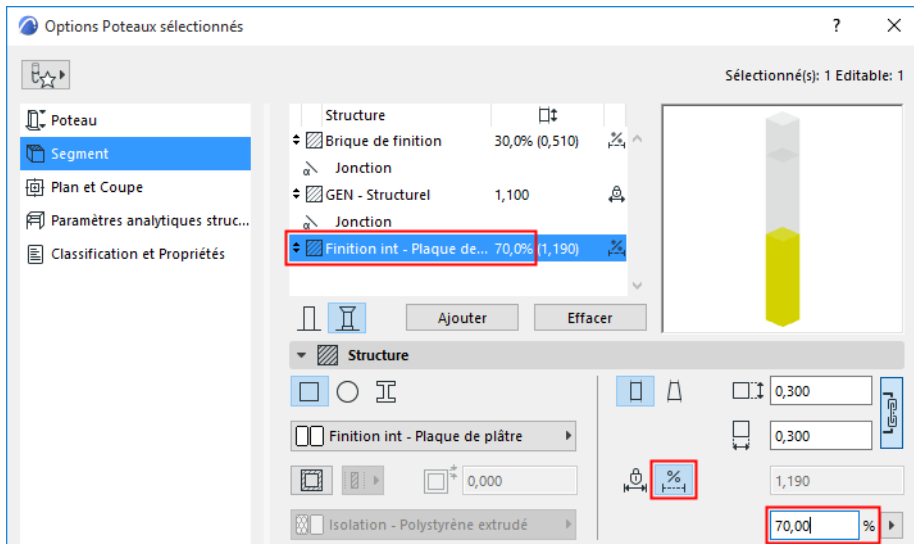 Options Poteaux sélectionnés
?
Sélectionné(s): 1 Editable: 1
Poteau
Segment
Plan et Coupe
Paramètres analytiques struc...
Classification et Propriétés
Structure
Brique de finition 30,0% (0,510)
Jonction
GEN - Structurel 1,100
Jonction
Finition int - Plaque de... 70,0% (1,190)
Ajouter
Effacer
Structure
0,300
Finition int - Plaque de plâtre
0,300
0,000
%
1,190
Isolation - Polystyrène extrudé
70,00 %